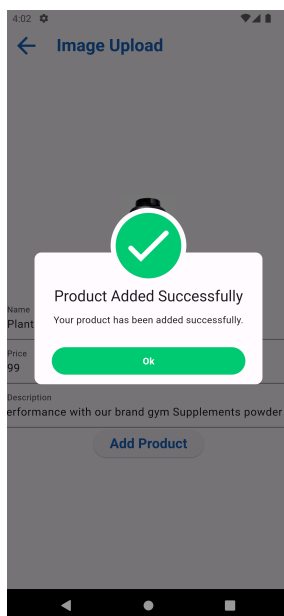 4:02
Image Upload
Product Added Successfully
Your product has been added successfully.
Ok
Name
Plant
Price
99
Description
erformance with our brand gym Supplements powder
Add Product